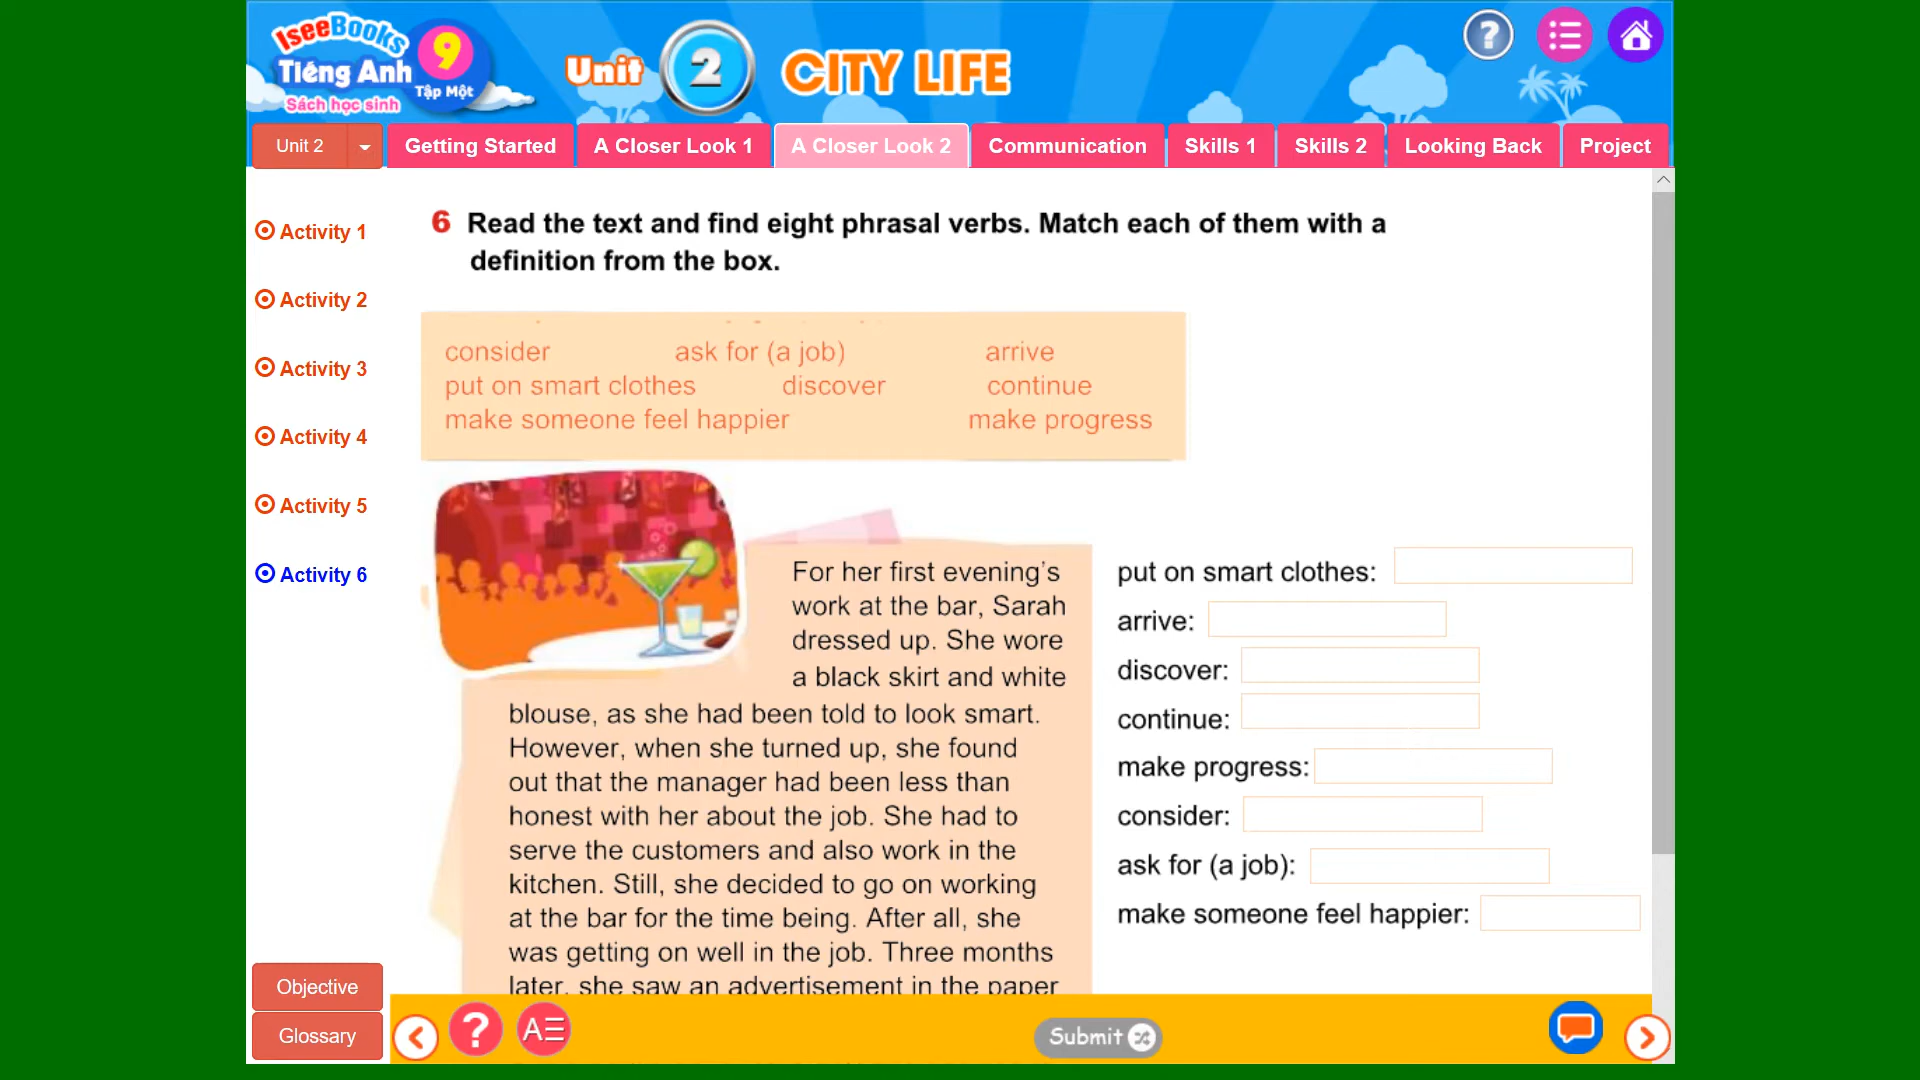 IseeBooks
Tiếng Anh 9
Tập Một
Sách học sinh
Unit 2 CITY LIFE
?
Unit 2
Getting Started
A Closer Look 1
A Closer Look 2
Communication
Skills 1
Skills 2
Looking Back
Project
Activity 1
Activity 2
Activity 3
Activity 4
Activity 5
Activity 6
Objective
Glossary
6 Read the text and find eight phrasal verbs. Match each of them with a
definition from the box.
consider ask for (a job) arrive
put on smart clothes discover continue
make someone feel happier make progress
For her first evening's
work at the bar, Sarah
dressed up. She wore
a black skirt and white
blouse, as she had been told to look smart.
However, when she turned up, she found
out that the manager had been less than
honest with her about the job. She had to
serve the customers and also work in the
kitchen. Still, she decided to go on working
at the bar for the time being. After all, she
was getting on well in the job. Three months
later, she saw an advertisement in the paper
put on smart clothes:
arrive:
discover:
continue:
make progress:
consider:
ask for (a job):
make someone feel happier:
?
A
Submit